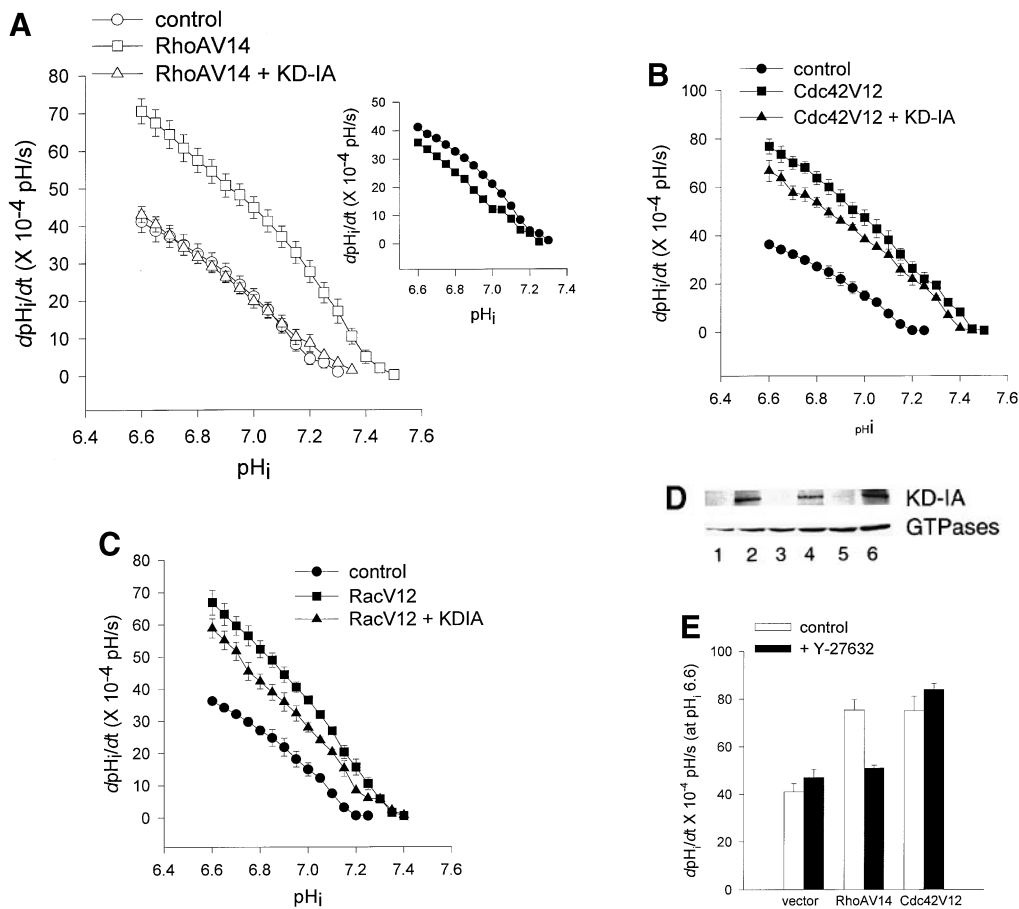 A
control
RhoAV14
RhoAV14 + KD-IA
80
70
60
50
40
30
20
10
0
dpHi/dt (X 10-4 pH/s)
6.4 6.6 6.8 7.0 7.2 7.4 7.6
pHi
50
40
30
20
10
0
dpHi/dt (X 10-4 pH/s)
6.6 6.8 7.0 7.2 7.4
pHi
B
control
Cdc42V12
Cdc42V12 + KD-IA
100
80
60
40
20
0
dpHi/dt (X 10-4 pH/s)
6.4 6.6 6.8 7.0 7.2 7.4 7.6
pHi
D
KD-IA
GTPases
1 2 3 4 5 6
C
control
RacV12
RacV12 + KDIA
80
70
60
50
40
30
20
10
0
dpHi/dt (X 10-4 pH/s)
6.4 6.6 6.8 7.0 7.2 7.4 7.6
pHi
E
control
+ Y-27632
100
80
60
40
20
0
dpHi/dt X 10-4 pH/s (at pHi 6.6)
vector RhoAV14 Cdc42V12